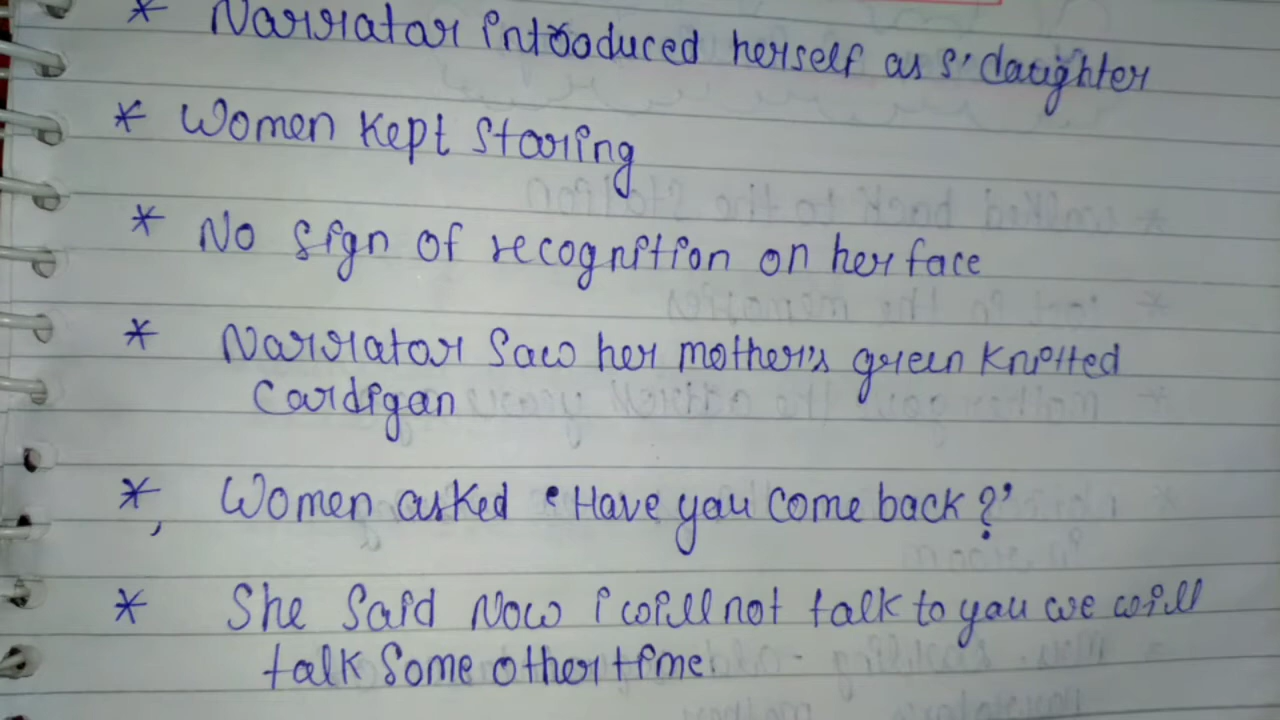 * Narrator introduced herself as s' daughter
* Women kept staring
* No sign of recognition on her face
* Narrator saw her mother's green knitted
cardigan
*, Women asked 'Have you come back?'
* She said Now i will not talk to you we will
talk some other time.